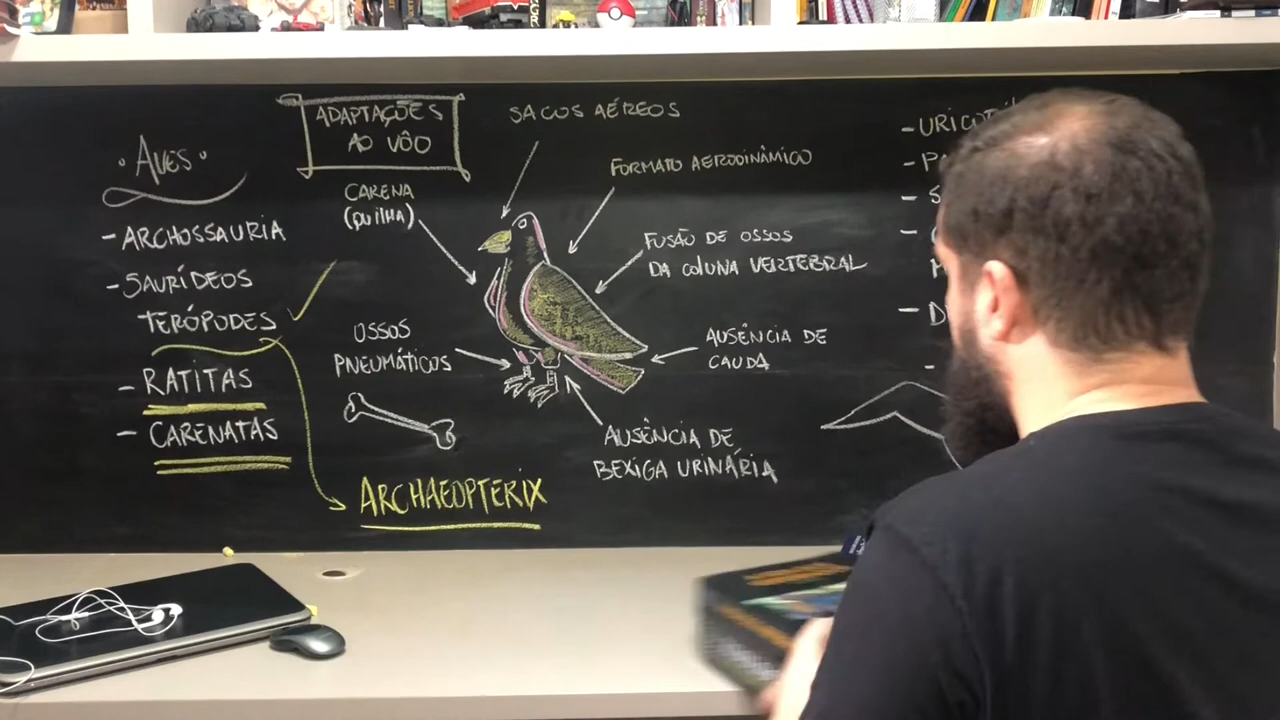 · AVES ·
- ARCHOSSAURIA
- SAURÍDEOS
TERÓPODES
- RATITAS
- CARENATAS
ADAPTAÇÕES
AO VÔO
CARENA
(QUILHA)
OSSOS
PNEUMÁTICOS
ARCHAEOPTERIX
SACOS AÉREOS
FORMATO AERODINÂMICO
FUSÃO DE OSSOS
DA COLUNA VERTEBRAL
AUSÊNCIA DE
CAUDA
AUSÊNCIA DE
BEXIGA URINÁRIA